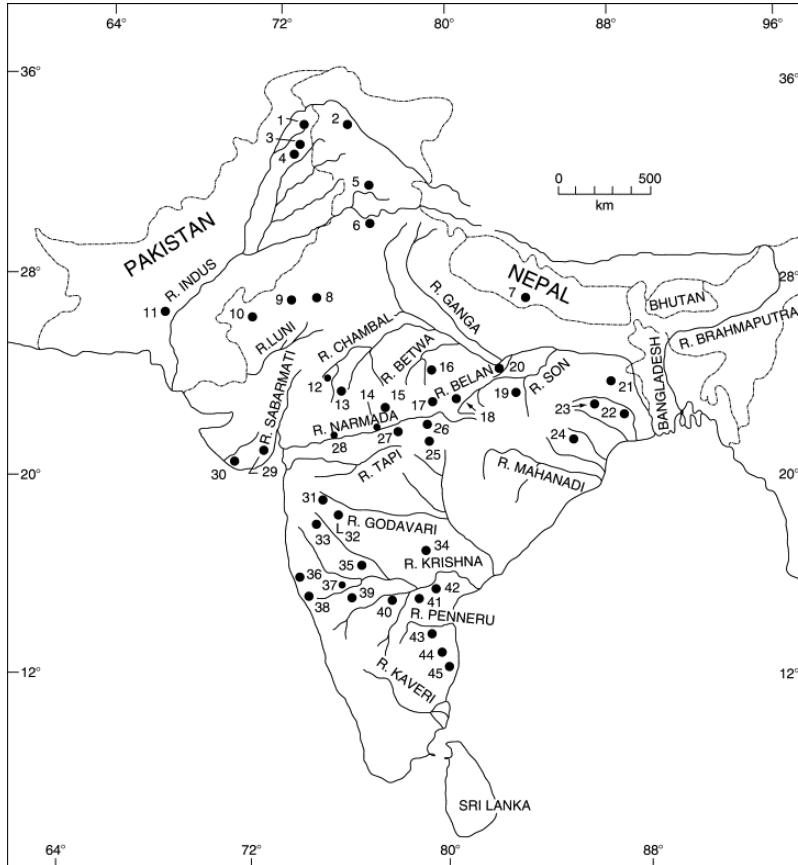 64° 72° 80° 88° 96°
36° 36°
1 2
3
4
5
0 500
km
6
PAKISTAN
28° 28°
R. INDUS
NEPAL
7
BHUTAN
R. GANGA
9 8
11
10
R. LUNI
R. CHAMBAL
R. BRAHMAPUTRA
BANGLADESH
R. BETWA
16
20
R. BELAN
R. SON
12
13
14 15
17
18
19
21
23
22
R. SABARMATI
R. NARMADA
28
27
26
25
24
30
29
20° 20°
R. TAPI
R. MAHANADI
31
R. GODAVARI
32
33
34
35
R. KRISHNA
36
37
38
39
40
41
42
R. PENNERU
43
44
45
12° 12°
R. KAVERI
SRI LANKA
64° 72° 80° 88°